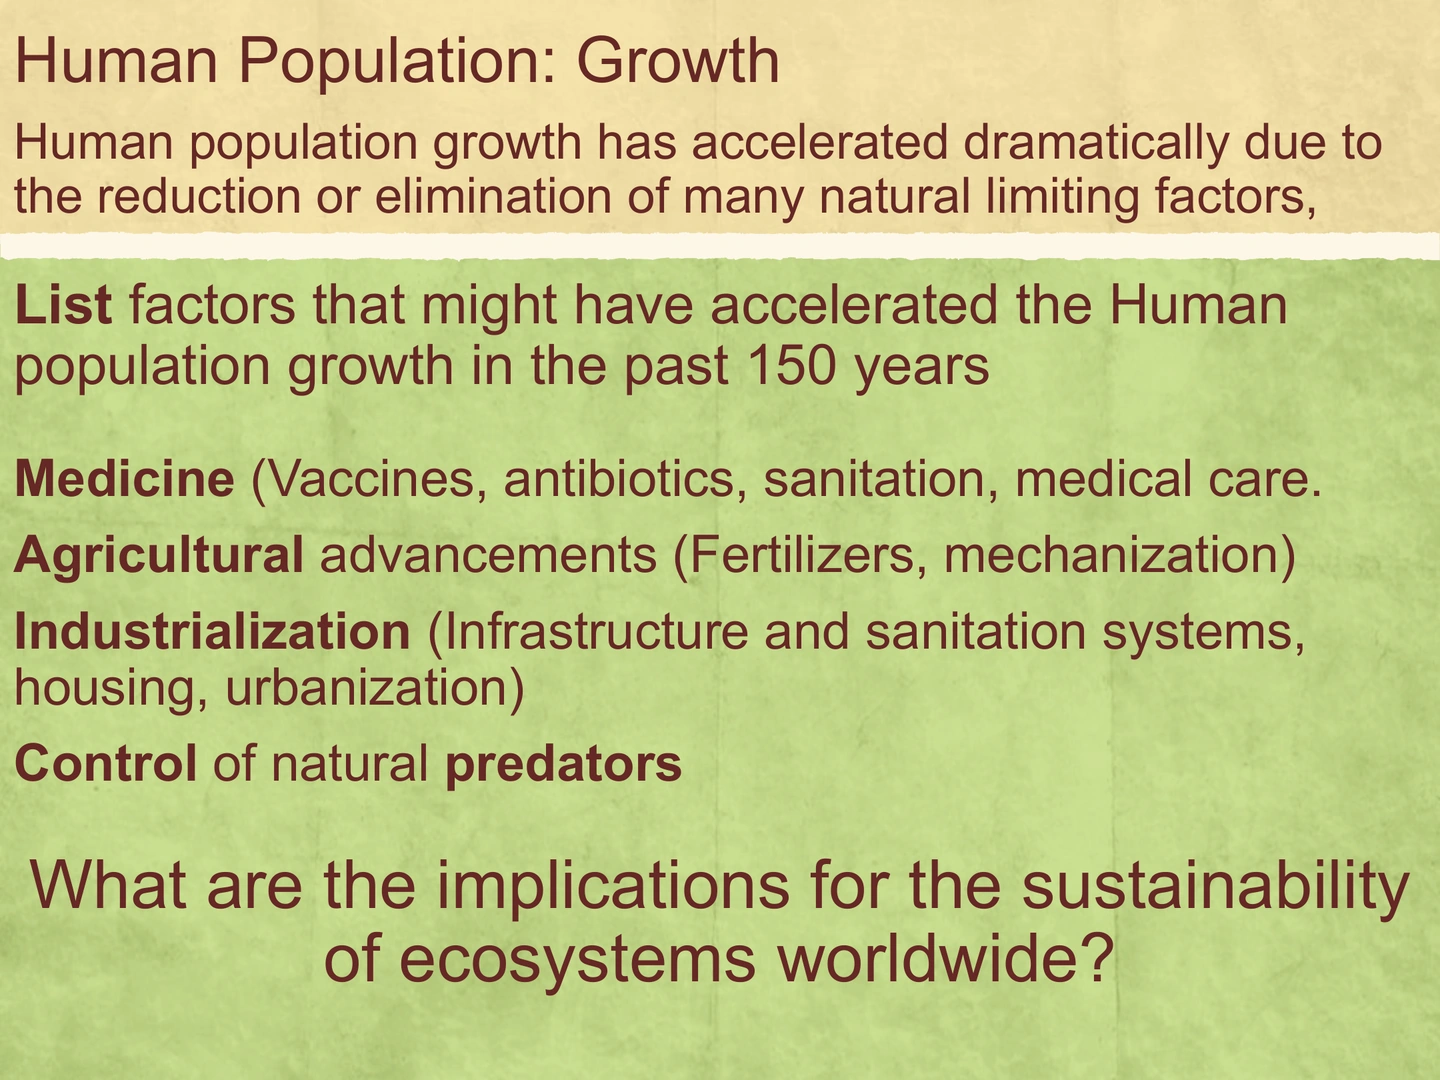 Human Population: Growth
Human population growth has accelerated dramatically due to
the reduction or elimination of many natural limiting factors,
List factors that might have accelerated the Human
population growth in the past 150 years
Medicine (Vaccines, antibiotics, sanitation, medical care.
Agricultural advancements (Fertilizers, mechanization)
Industrialization (Infrastructure and sanitation systems,
housing, urbanization)
Control of natural predators
What are the implications for the sustainability
of ecosystems worldwide?